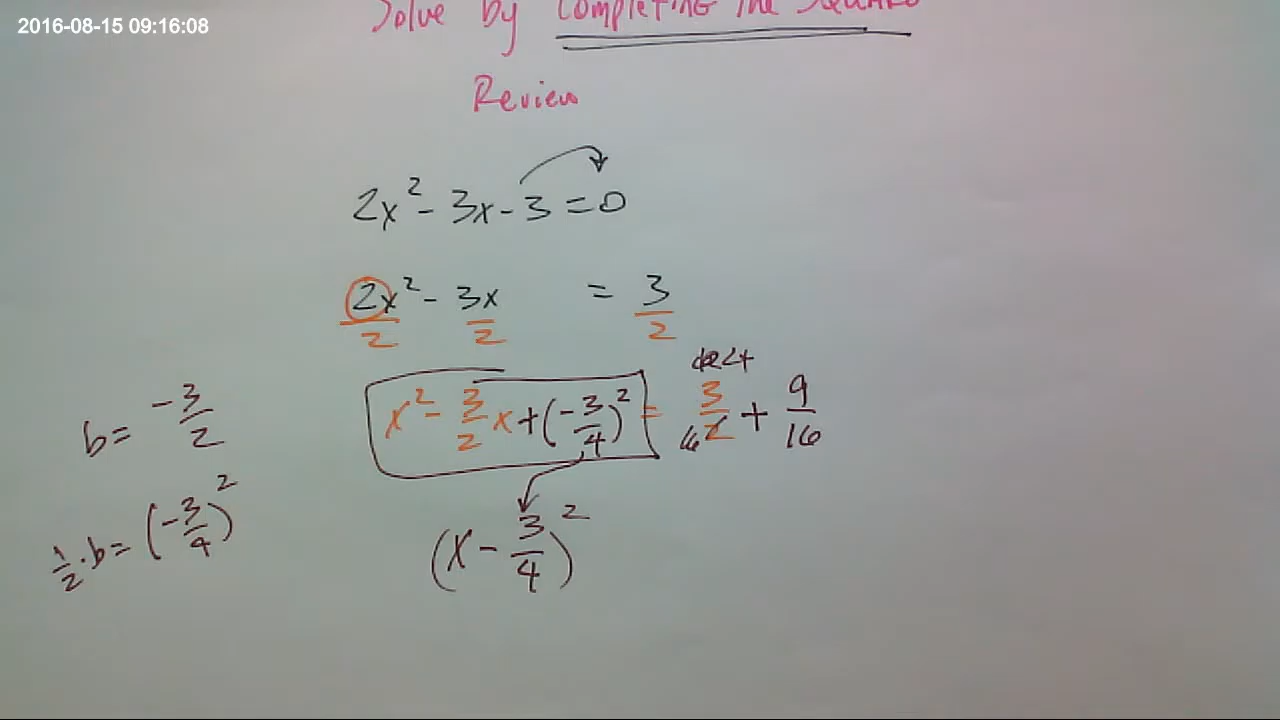 2016-08-15 09:16:08
Solve by Completing the Square
Review
2x² - 3x - 3 = 0
2x² - 3x = 3
2 2 2
x² - 3/2 x + (-3/4)² = 3/2 + 9/16
b = -3/2
1/2 · b = (-3/4)²
(x - 3/4)²